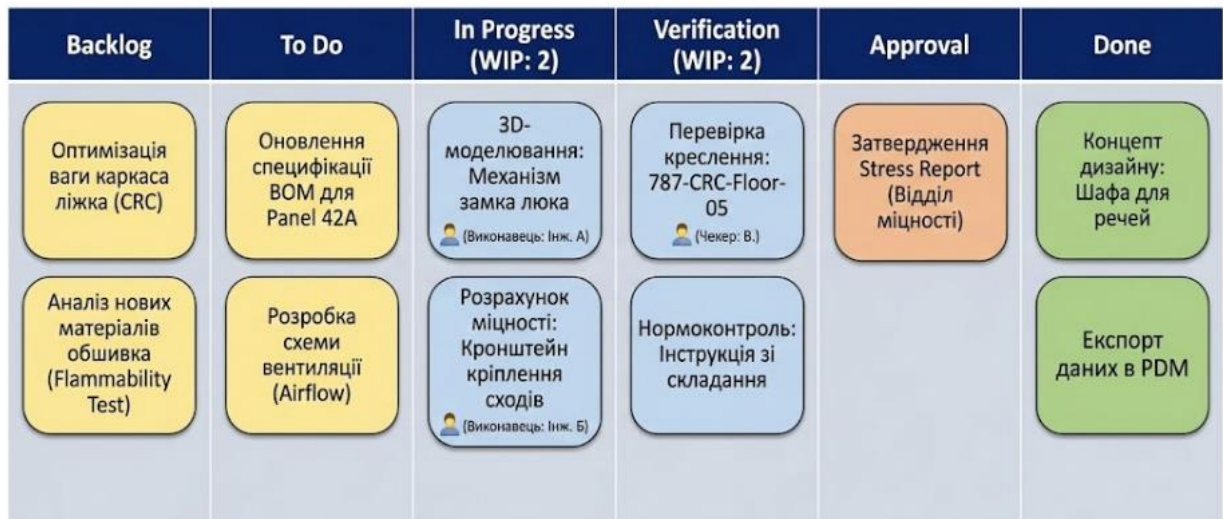 Backlog
To Do
In Progress
(WIP: 2)
Verification
(WIP: 2)
Approval
Done
Оптимізація
ваги каркаса
ліжка (CRC)
Аналіз нових
матеріалів
обшивка
(Flammability
Test)
Оновлення
специфікації
BOM для
Panel 42A
Розробка
схеми
вентиляції
(Airflow)
3D-
моделювання:
Механізм
замка люка
(Виконавець: Інж. А)
Розрахунок
міцності:
Кронштейн
кріплення
сходів
(Виконавець: Інж. Б)
Перевірка
креслення:
787-CRC-Floor-
05
(Чекер: В.)
Нормоконтроль:
Інструкція зі
складання
Затвердження
Stress Report
(Відділ
міцності)
Концепт
дизайну:
Шафа для
речей
Експорт
даних в PDM